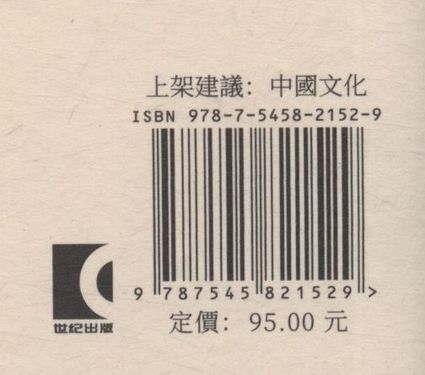 上架建議：中國文化
ISBN 978-7-5458-2152-9
9 787545 821529 >
世纪出版
定價：95.00 元